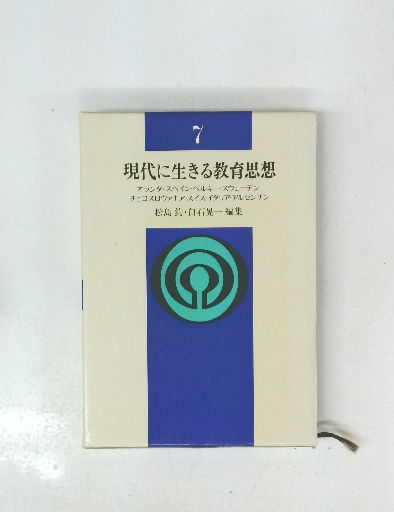 7
現代に生きる教育思想
オランダ・スペイン・ベルギー・スウェーデン
チェコスロヴァキア・スイス・イタリア・アルゼンチン
松島 鈞・白石晃一 編集